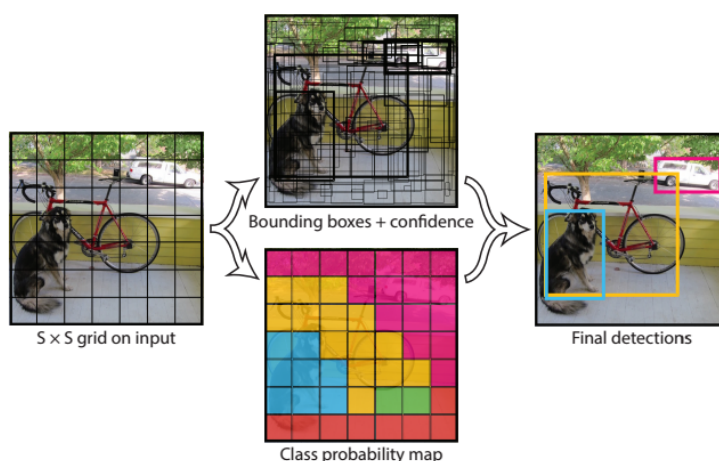 S × S grid on input
Bounding boxes + confidence
Class probability map
Final detections